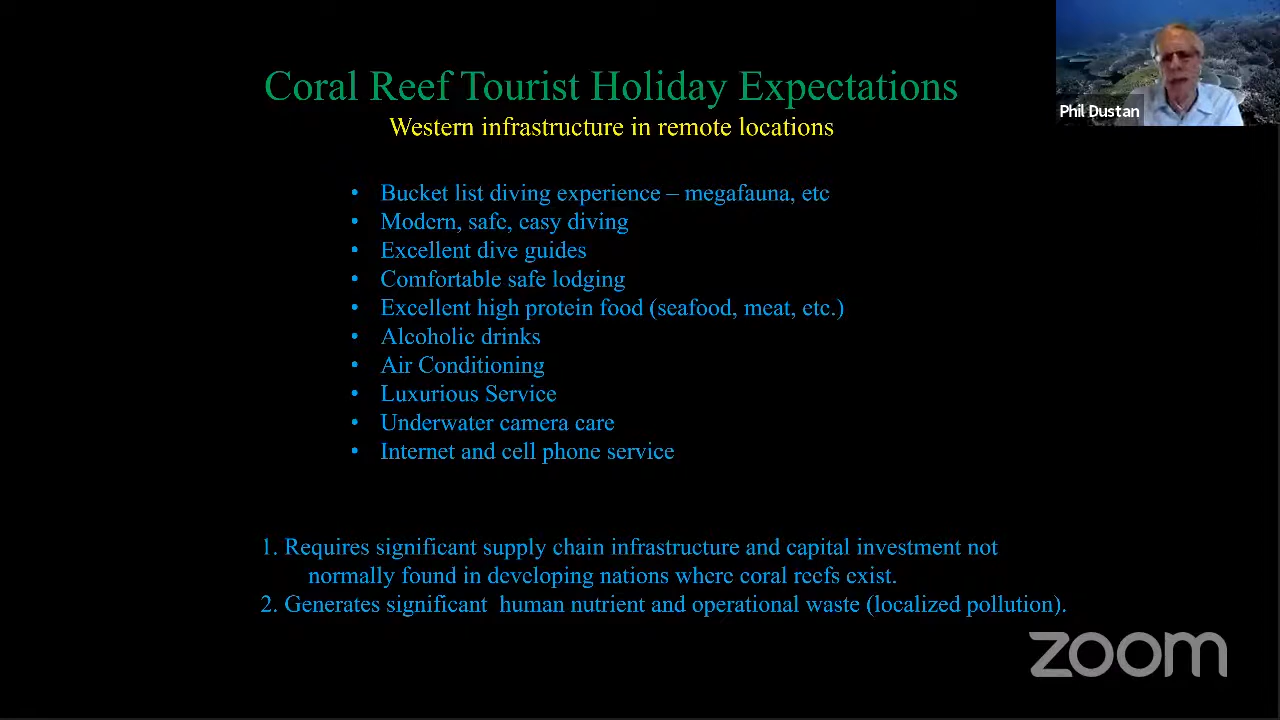 Coral Reef Tourist Holiday Expectations
Western infrastructure in remote locations
Phil Dustan
• Bucket list diving experience – megafauna, etc
• Modern, safe, easy diving
• Excellent dive guides
• Comfortable safe lodging
• Excellent high protein food (seafood, meat, etc.)
• Alcoholic drinks
• Air Conditioning
• Luxurious Service
• Underwater camera care
• Internet and cell phone service
1. Requires significant supply chain infrastructure and capital investment not
normally found in developing nations where coral reefs exist.
2. Generates significant human nutrient and operational waste (localized pollution).
zoom